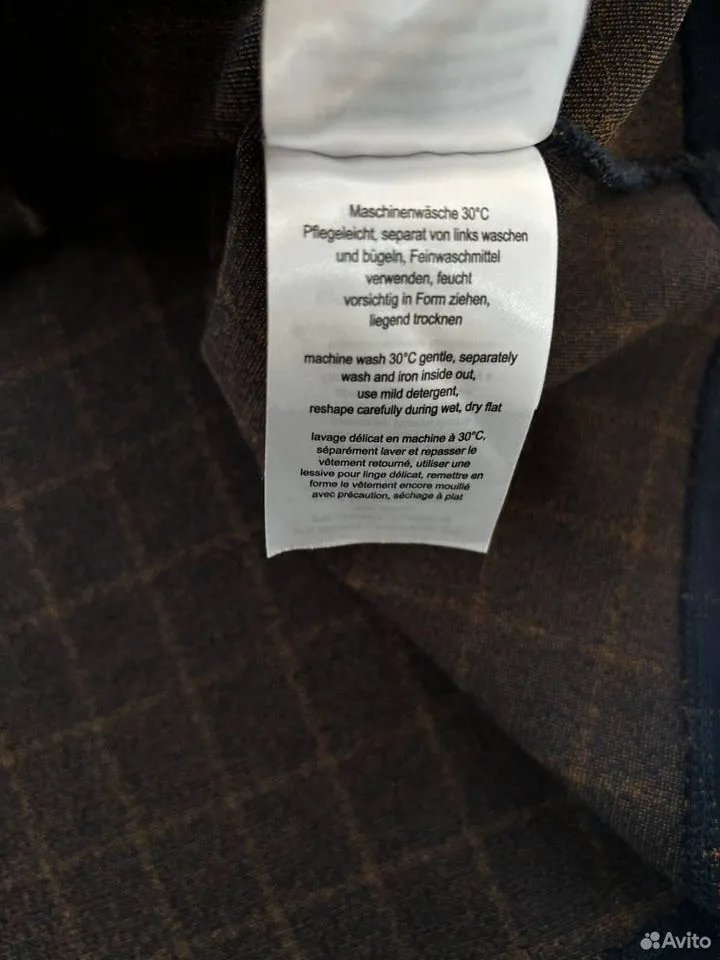 Maschinenwäsche 30°C
Pflegeleicht, separat von links waschen
und bügeln, Feinwaschmittel
verwenden, feucht
vorsichtig in Form ziehen,
liegend trocknen
machine wash 30°C gentle, separately
wash and iron inside out,
use mild detergent,
reshape carefully during wet, dry flat
lavage délicat en machine à 30°C,
séparément laver et repasser le
vêtement retourné, utiliser une
lessive pour linge délicat, remettre en
forme le vêtement encore mouillé
avec précaution, séchage à plat
Avito